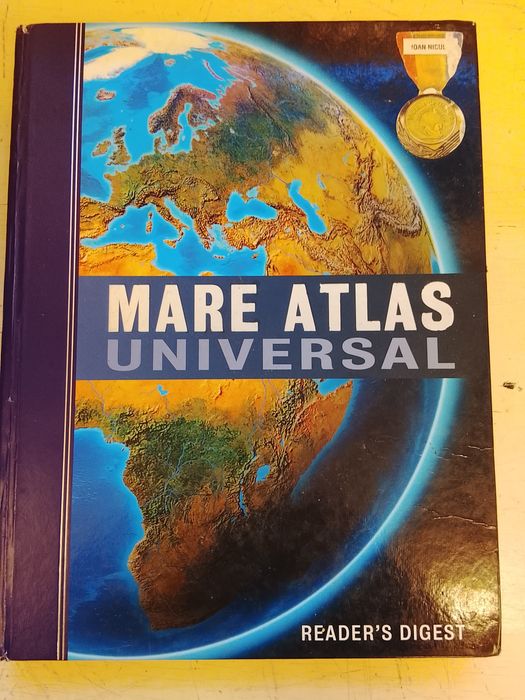 IOAN NICUL
MARE ATLAS
UNIVERSAL
READER'S DIGEST